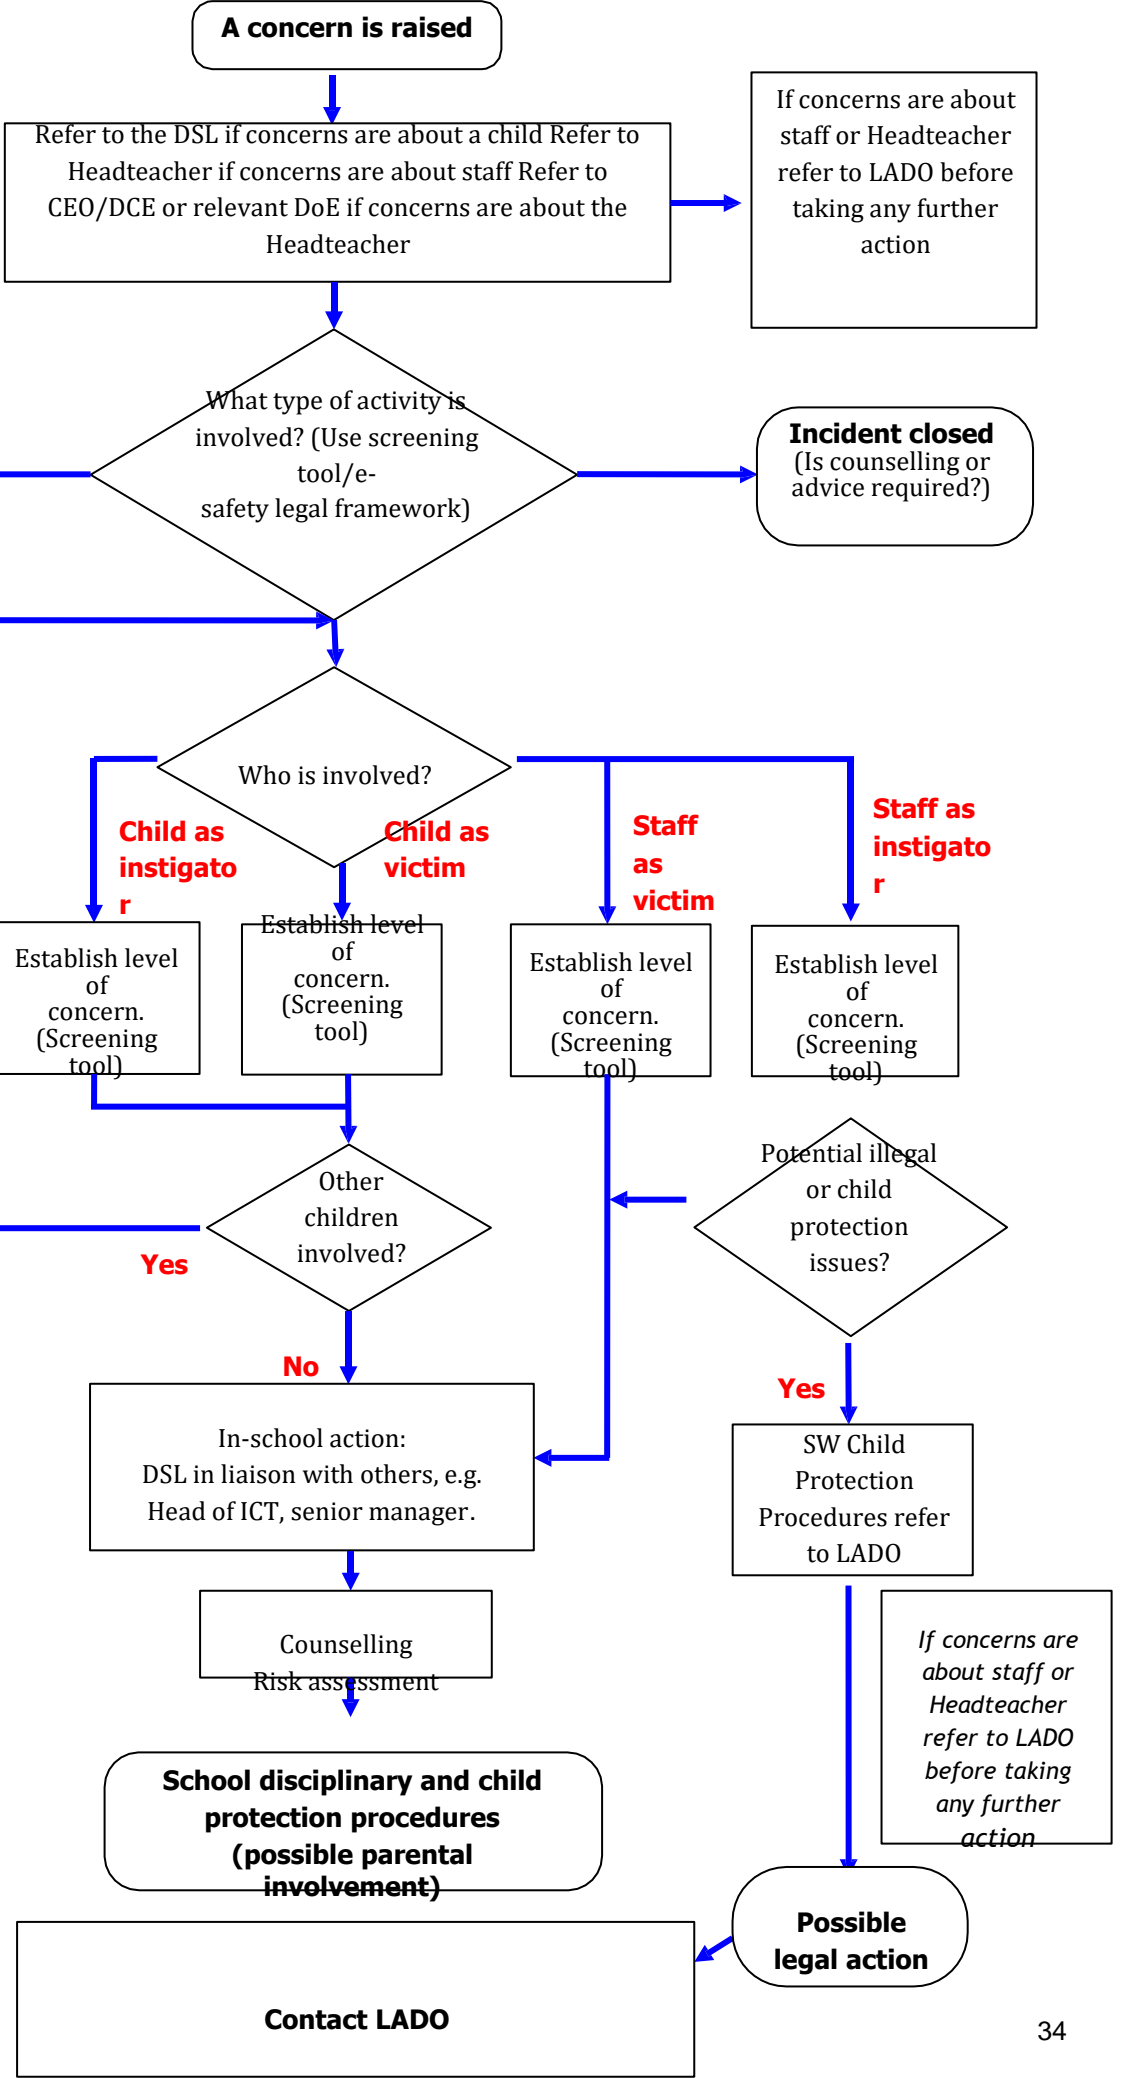 A concern is raised
Refer to the DSL if concerns are about a child Refer to
Headteacher if concerns are about staff Refer to
CEO/DCE or relevant DoE if concerns are about the
Headteacher
If concerns are about
staff or Headteacher
refer to LADO before
taking any further
action
What type of activity is
involved? (Use screening
tool/e-
safety legal framework)
Incident closed
(Is counselling or
advice required?)
Who is involved?
Child as
instigato
r
Child as
victim
Staff
as
victim
Staff as
instigato
r
Establish level
of
concern.
(Screening
tool)
Establish level
of
concern.
(Screening
tool)
Establish level
of
concern.
(Screening
tool)
Establish level
of
concern.
(Screening
tool)
Other
children
involved?
Potential illegal
or child
protection
issues?
Yes
No
Yes
In-school action:
DSL in liaison with others, e.g.
Head of ICT, senior manager.
SW Child
Protection
Procedures refer
to LADO
Counselling
Risk assessment
If concerns are
about staff or
Headteacher
refer to LADO
before taking
any further
action
School disciplinary and child
protection procedures
(possible parental
involvement)
Possible
legal action
Contact LADO
34